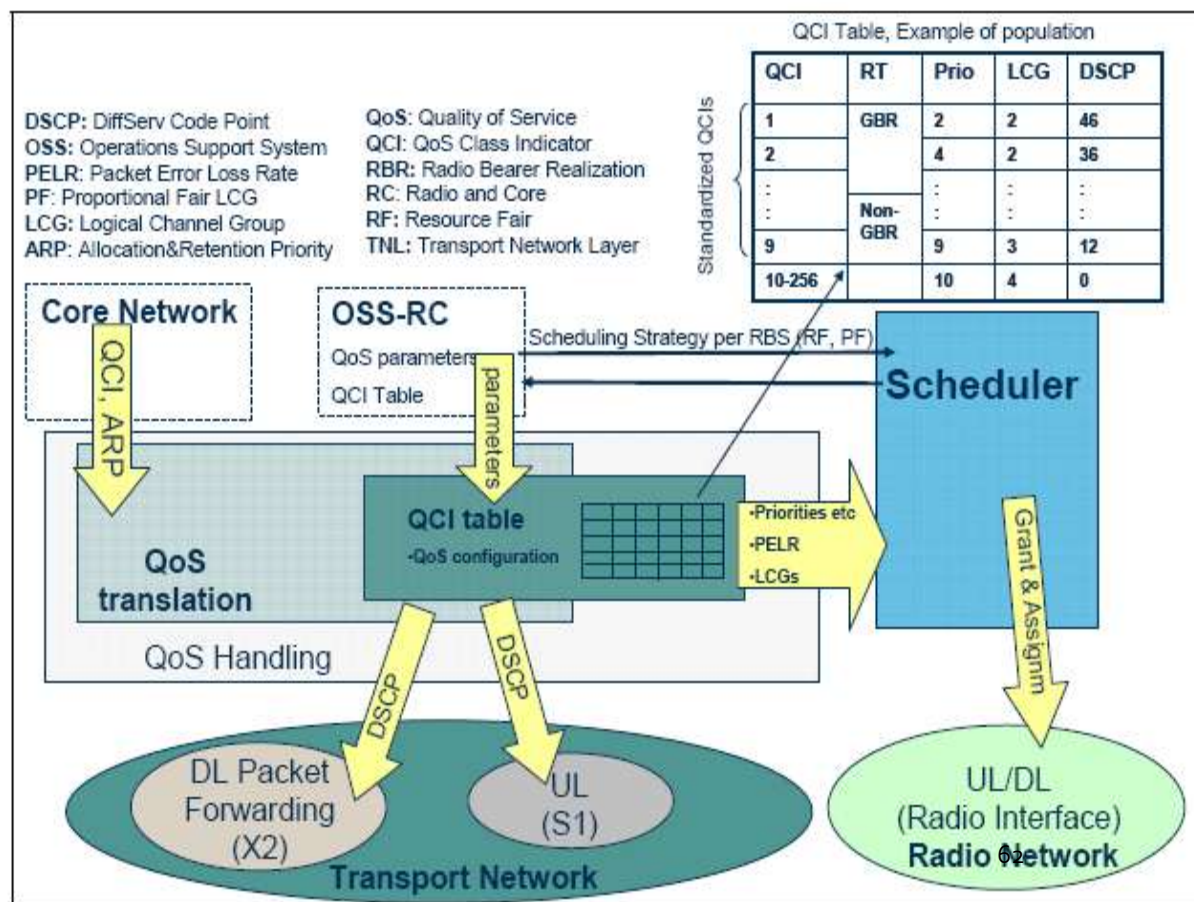 QCI Table, Example of population
QCI RT Prio LCG DSCP
1 GBR 2 2 46
2 4 2 36
: : : :
: Non-GBR : : :
9 9 3 12
10-256 10 4 0
Standardized QCIs
DSCP: DiffServ Code Point
OSS: Operations Support System
PELR: Packet Error Loss Rate
PF: Proportional Fair LCG
LCG: Logical Channel Group
ARP: Allocation&Retention Priority
QoS: Quality of Service
QCI: QoS Class Indicator
RBR: Radio Bearer Realization
RC: Radio and Core
RF: Resource Fair
TNL: Transport Network Layer
Core Network
QCI, ARP
OSS-RC
QoS parameters
QCI Table
parameters
Scheduling Strategy per RBS (RF, PF)
Scheduler
QCI table
•QoS configuration
•Priorities etc
•PELR
•LCGs
QoS
translation
QoS Handling
Grant & Assignm
DSCP
DSCP
DL Packet
Forwarding
(X2)
UL
(S1)
Transport Network
UL/DL
(Radio Interface)
Radio Network